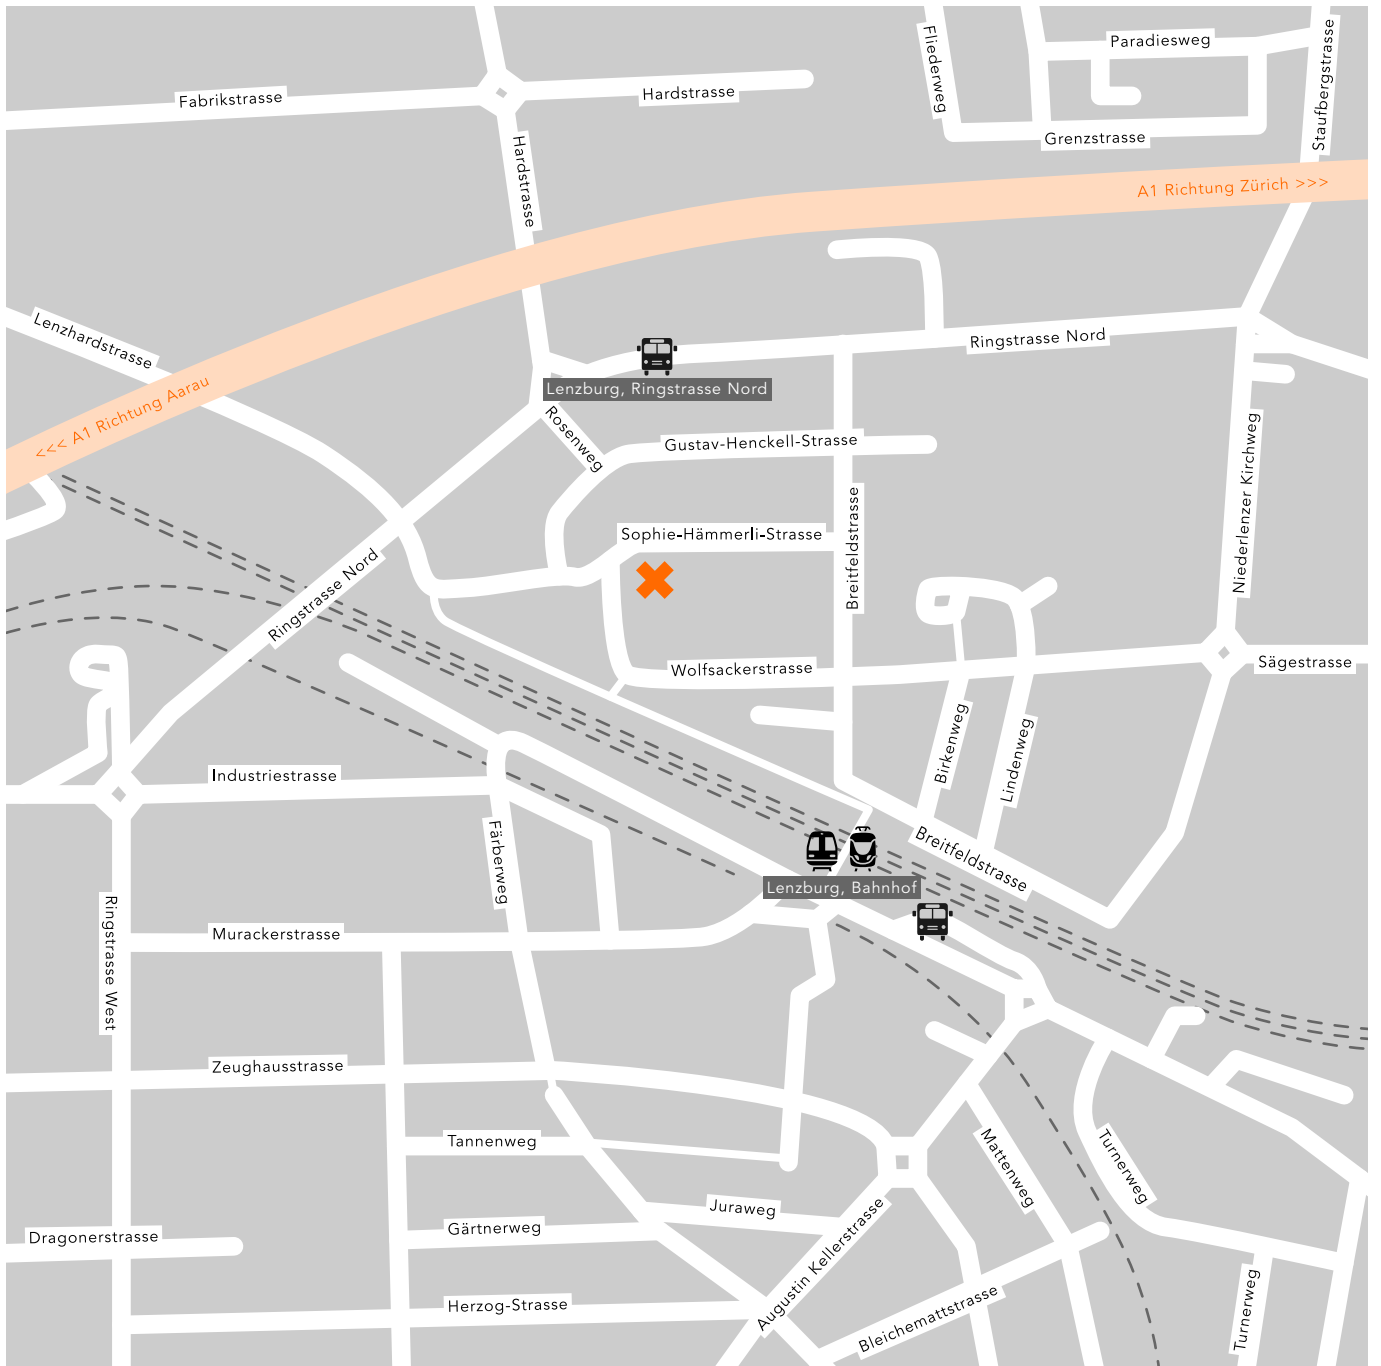 Fliederweg
Paradiesweg
Staufbergstrasse
Fabrikstrasse
Hardstrasse
Grenzstrasse
Hardstrasse
A1 Richtung Zürich >>>
Lenzhardstrasse
Ringstrasse Nord
<<< A1 Richtung Aarau
Lenzburg, Ringstrasse Nord
Rosenweg
Gustav-Henckell-Strasse
Niederlenzer Kirchweg
Breitfeldstrasse
Sophie-Hämmerli-Strasse
Ringstrasse Nord
Wolfsackerstrasse
Sägestrasse
Birkenweg
Lindenweg
Industriestrasse
Färberweg
Breitfeldstrasse
Lenzburg, Bahnhof
Ringstrasse West
Murackerstrasse
Zeughausstrasse
Tannenweg
Mattenweg
Turnerweg
Juraweg
Gärtnerweg
Dragonerstrasse
Augustin Kellerstrasse
Herzog-Strasse
Bleichemattstrasse
Turnerweg